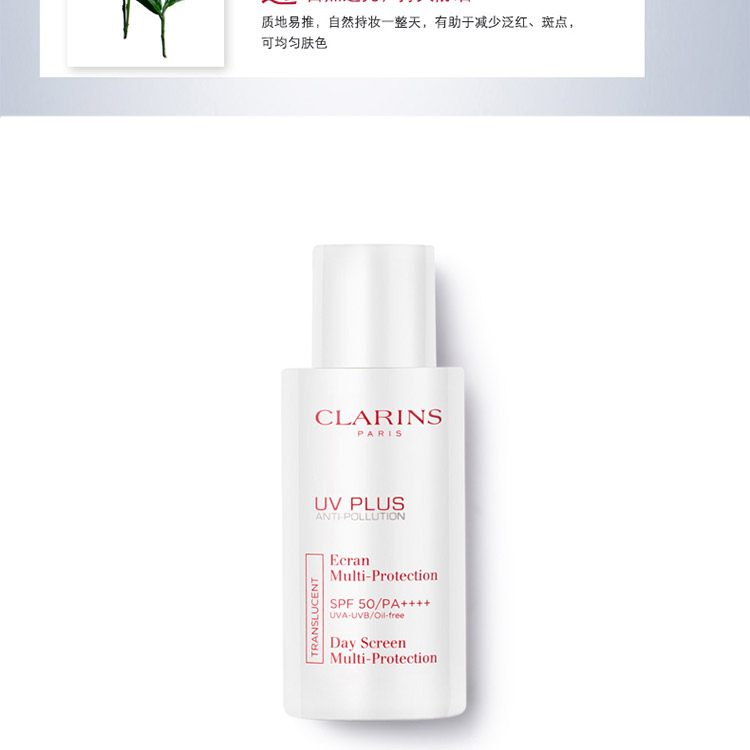 质地易推，自然持妆一整天，有助于减少泛红、斑点，
可均匀肤色
CLARINS
PARIS
UV PLUS
ANTI-POLLUTION
TRANSLUCENT
Ecran
Multi-Protection
SPF 50/PA++++
UVA-UVB/Oil-free
Day Screen
Multi-Protection